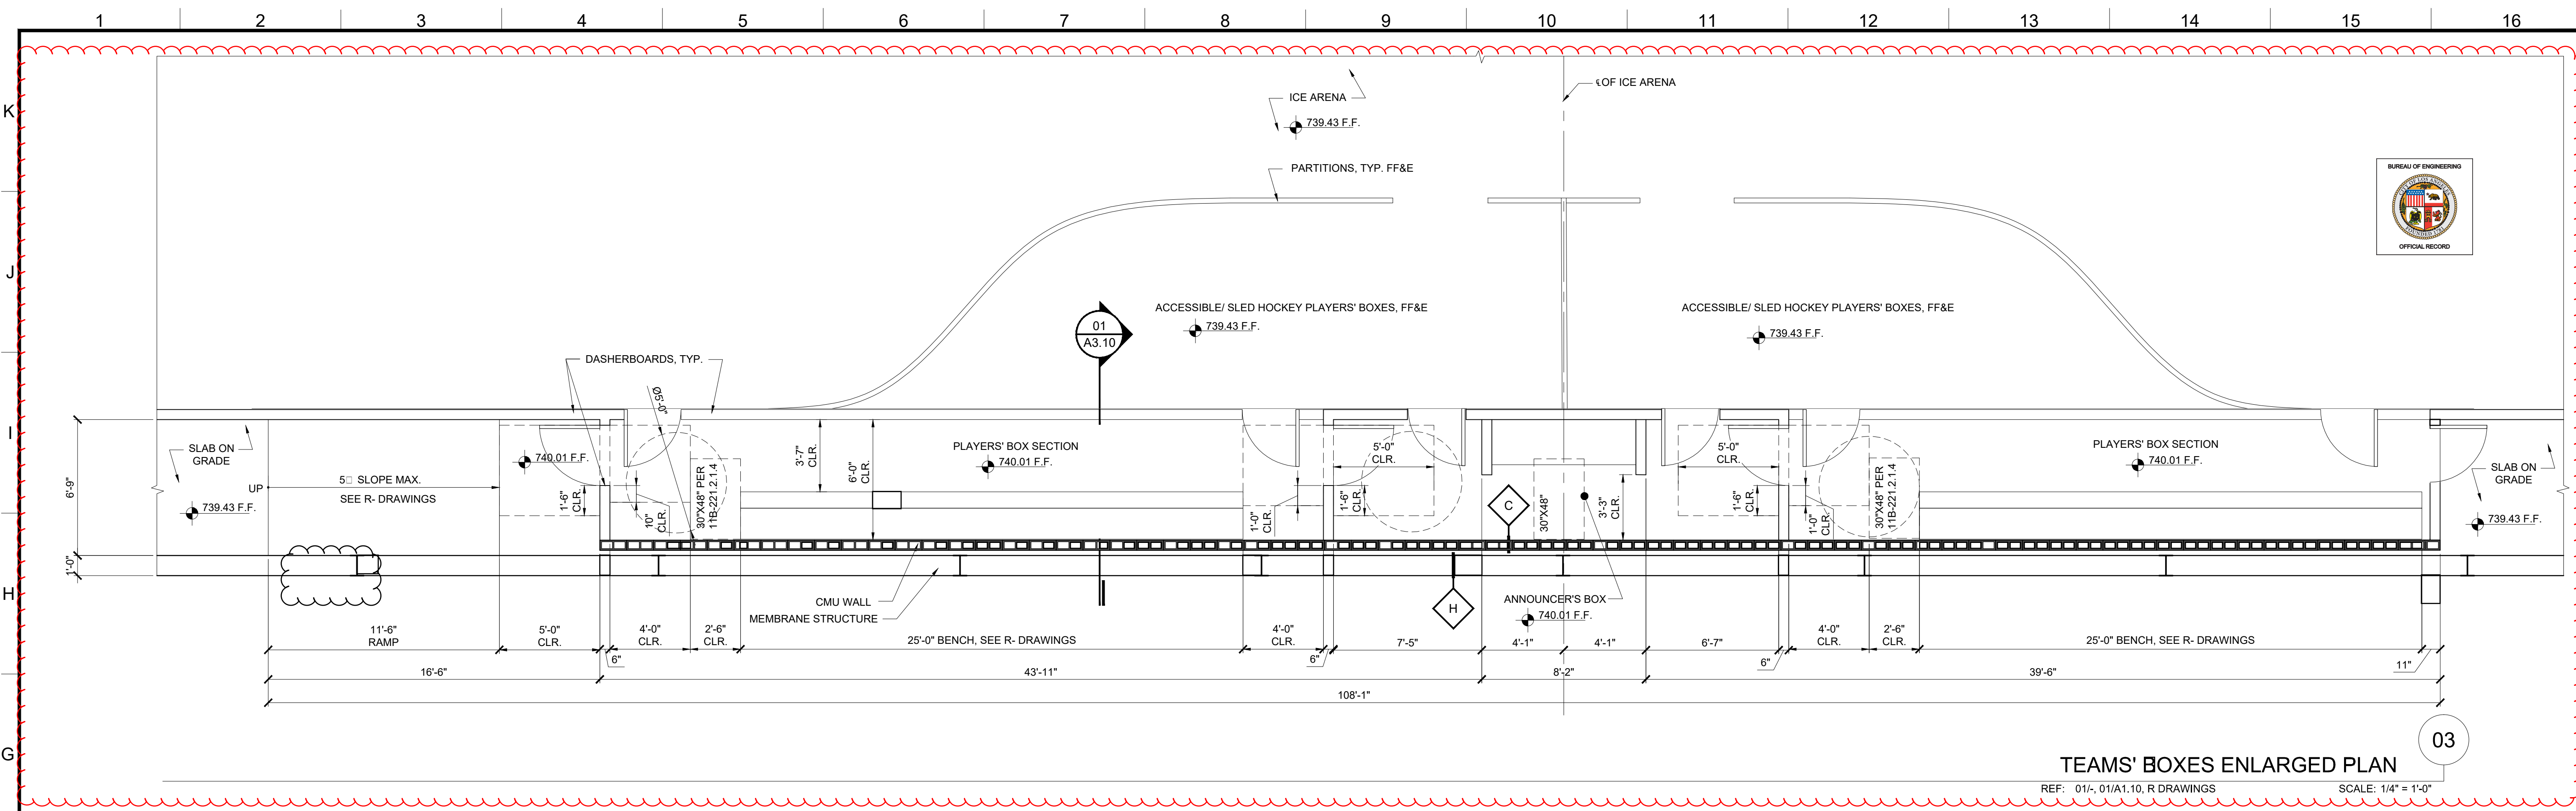 1 2 3 4 5 6 7 8 9 10 11 12 13 14 15 16
K
J
I
H
G
℄ OF ICE ARENA
ICE ARENA
739.43 F.F.
PARTITIONS, TYP. FF&E
BUREAU OF ENGINEERING
CITY OF LOS ANGELES
FOUNDED 1781
OFFICIAL RECORD
ACCESSIBLE/ SLED HOCKEY PLAYERS' BOXES, FF&E
739.43 F.F.
ACCESSIBLE/ SLED HOCKEY PLAYERS' BOXES, FF&E
739.43 F.F.
01
A3.10
DASHERBOARDS, TYP.
Ø5'-0"
SLAB ON
GRADE
739.43 F.F.
6'-9"
1'-0"
UP
5□ SLOPE MAX.
SEE R- DRAWINGS
740.01 F.F.
1'-6"
CLR.
10"
CLR.
30"X48" PER
11B-221.2.1.4
3'-7"
CLR.
6'-0"
CLR.
PLAYERS' BOX SECTION
740.01 F.F.
1'-0"
CLR.
5'-0"
CLR.
1'-6"
CLR.
C
30"X48"
3'-3"
CLR.
5'-0"
CLR.
1'-6"
CLR.
1'-0"
CLR.
30"X48" PER
11B-221.2.1.4
PLAYERS' BOX SECTION
740.01 F.F.
SLAB ON
GRADE
739.43 F.F.
CMU WALL
MEMBRANE STRUCTURE
H
ANNOUNCER'S BOX
740.01 F.F.
11'-6"
RAMP
5'-0"
CLR.
6"
4'-0"
CLR.
2'-6"
CLR.
25'-0" BENCH, SEE R- DRAWINGS
4'-0"
CLR.
6"
7'-5"
4'-1"
4'-1"
6'-7"
6"
4'-0"
CLR.
2'-6"
CLR.
25'-0" BENCH, SEE R- DRAWINGS
11"
16'-6"
43'-11"
8'-2"
39'-6"
108'-1"
03
TEAMS' BOXES ENLARGED PLAN
REF: 01/-, 01/A1.10, R DRAWINGS
SCALE: 1/4" = 1'-0"